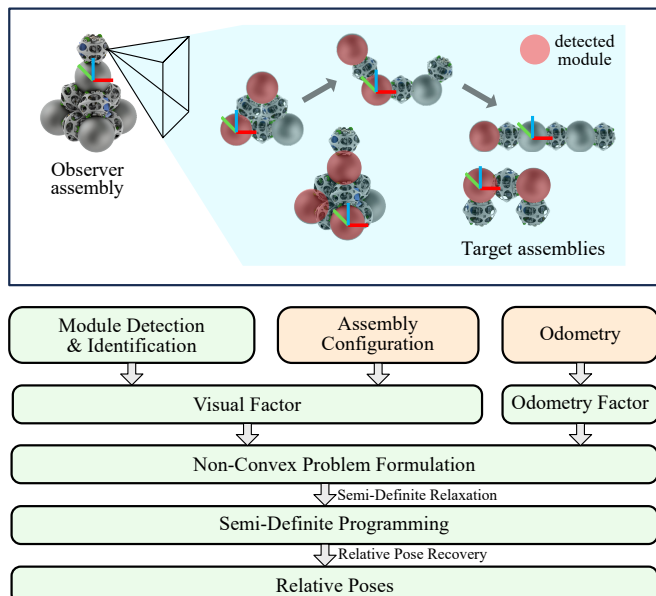 detected
module
Observer
assembly
Target assemblies
Module Detection
& Identification
Assembly
Configuration
Odometry
Visual Factor
Odometry Factor
Non-Convex Problem Formulation
Semi-Definite Relaxation
Semi-Definite Programming
Relative Pose Recovery
Relative Poses